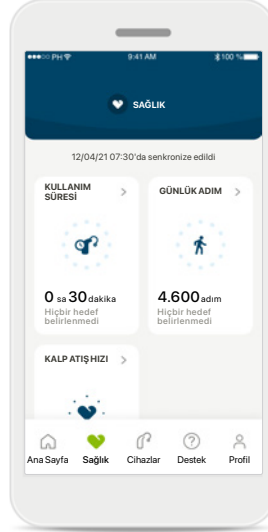 PH 9:41 AM 100 %
SAĞLIK
12/04/21 07:30'da senkronize edildi
KULLANIM
SÜRESİ
0 sa 30 dakika
Hiçbir hedef
belirlenmedi
GÜNLÜK ADIM
4.600 adım
Hiçbir hedef
belirlenmedi
KALP ATIŞ HIZI
Ana Sayfa Sağlık Cihazlar Destek Profil